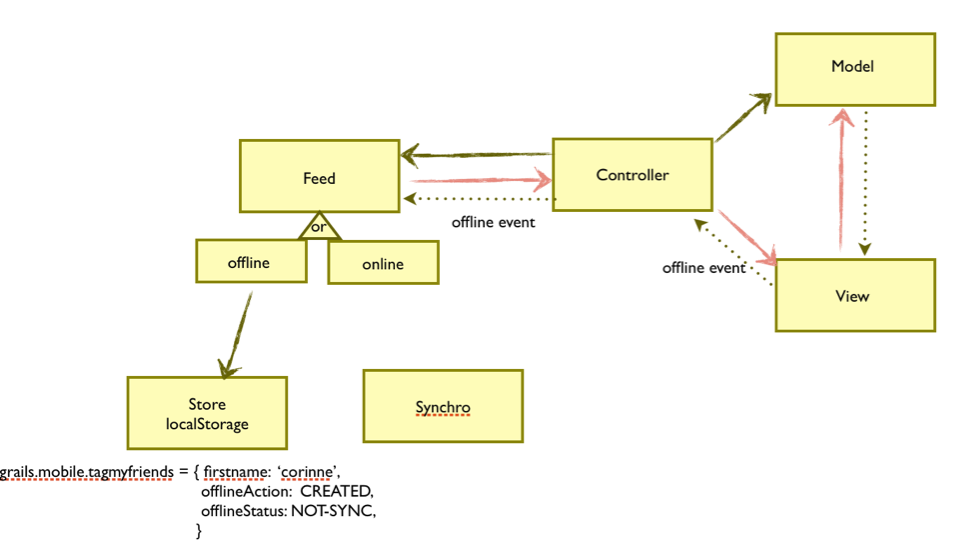 Model
Feed
Controller
or
offline event
offline
online
offline event
View
Store
localStorage
Synchro
grails.mobile.tagmyfriends = { firstname: ‘corinne’,
offlineAction: CREATED,
offlineStatus: NOT-SYNC,
}